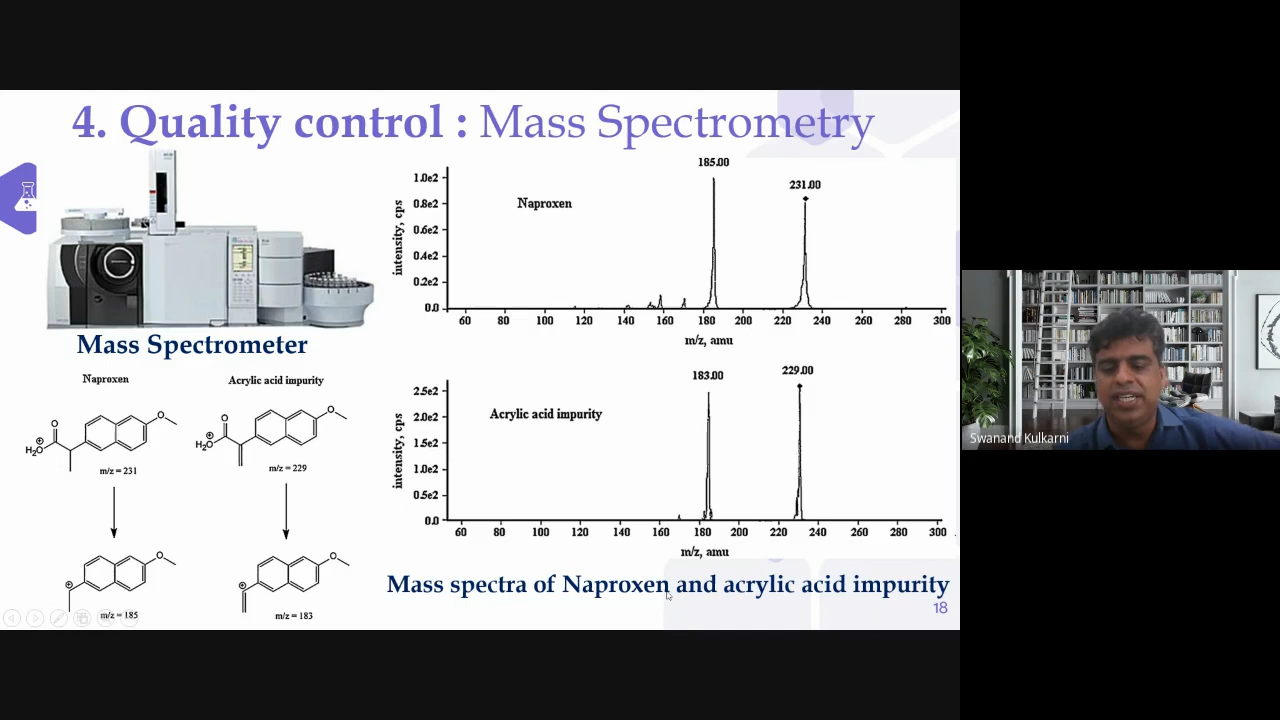 4. Quality control : Mass Spectrometry
Mass Spectrometer
Naproxen
Acrylic acid impurity
H2O
O
O
m/z = 231
H2O
O
O
m/z = 229
O
m/z = 185
O
m/z = 183
185.00
231.00
Naproxen
intensity, cps
1.0e2
0.8e2
0.6e2
0.4e2
0.2e2
0.0
60 80 100 120 140 160 180 200 220 240 260 280 300
m/z, amu
183.00
229.00
Acrylic acid impurity
intensity, cps
2.5e2
2.0e2
1.5e2
1.0e2
0.5e2
0.0
60 80 100 120 140 160 180 200 220 240 260 280 300
m/z, amu
Mass spectra of Naproxen and acrylic acid impurity
18
Swanand Kulkarni